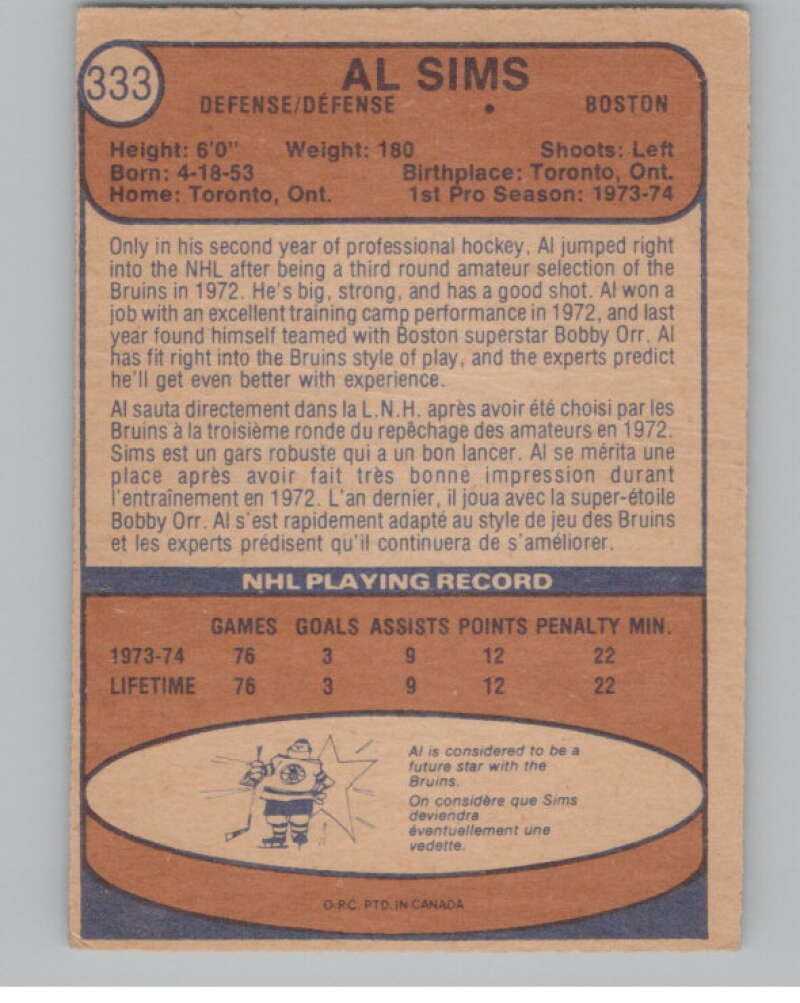 333
AL SIMS
DEFENSE/DÉFENSE • BOSTON
Height: 6'0" Weight: 180 Shoots: Left
Born: 4-18-53 Birthplace: Toronto, Ont.
Home: Toronto, Ont. 1st Pro Season: 1973-74
Only in his second year of professional hockey, Al jumped right
into the NHL after being a third round amateur selection of the
Bruins in 1972. He's big, strong, and has a good shot. Al won a
job with an excellent training camp performance in 1972, and last
year found himself teamed with Boston superstar Bobby Orr. Al
has fit right into the Bruins style of play, and the experts predict
he'll get even better with experience.
Al sauta directement dans la L.N.H. après avoir été choisi par les
Bruins à la troisième ronde du repêchage des amateurs en 1972.
Sims est un gars robuste qui a un bon lancer. Al se mérita une
place après avoir fait très bonne impression durant
l'entraînement en 1972. L'an dernier, il joua avec la super-étoile
Bobby Orr. Al s'est rapidement adapté au style de jeu des Bruins
et les experts prédisent qu'il continuera de s'améliorer.
NHL PLAYING RECORD
GAMES GOALS ASSISTS POINTS PENALTY MIN.
1973-74 76 3 9 12 22
LIFETIME 76 3 9 12 22
Al is considered to be a
future star with the
Bruins.
On considère que Sims
deviendra
éventuellement une
vedette.
O.P.C. PTD. IN CANADA